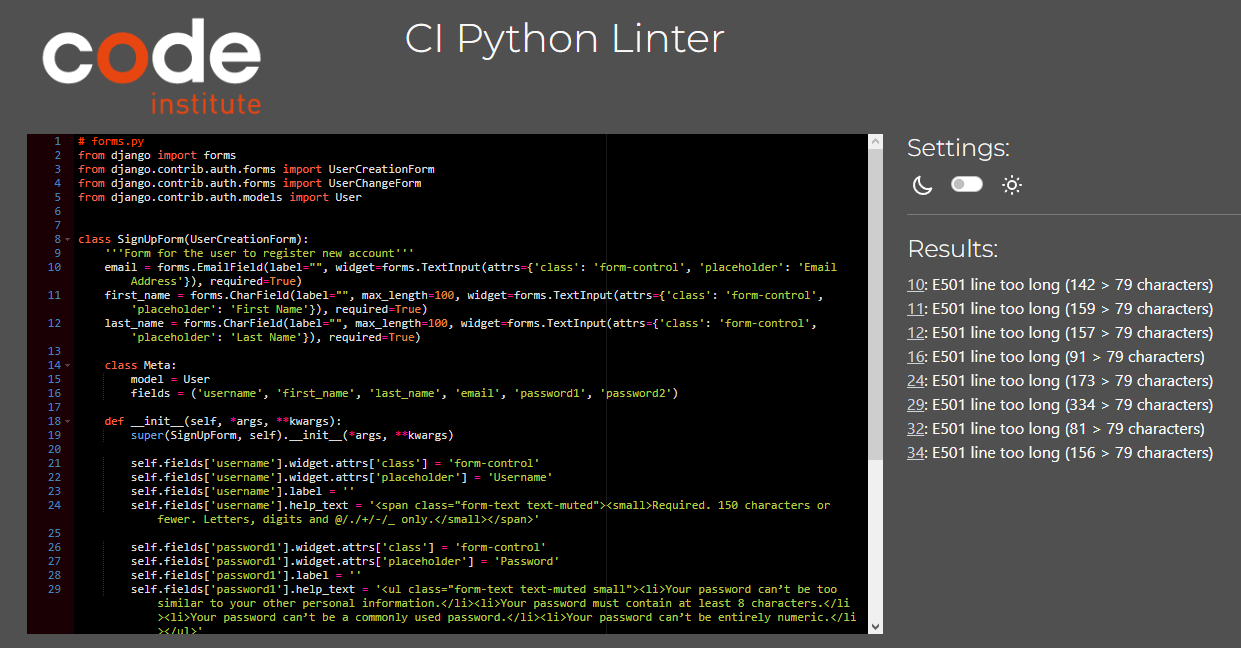 code
institute
CI Python Linter
1 # forms.py
2 from django import forms
3 from django.contrib.auth.forms import UserCreationForm
4 from django.contrib.auth.forms import UserChangeForm
5 from django.contrib.auth.models import User
6
7
8 class SignUpForm(UserCreationForm):
9 '''Form for the user to register new account'''
10 email = forms.EmailField(label="", widget=forms.TextInput(attrs={'class': 'form-control', 'placeholder': 'Email
Address'}), required=True)
11 first_name = forms.CharField(label="", max_length=100, widget=forms.TextInput(attrs={'class': 'form-control',
'placeholder': 'First Name'}), required=True)
12 last_name = forms.CharField(label="", max_length=100, widget=forms.TextInput(attrs={'class': 'form-control',
'placeholder': 'Last Name'}), required=True)
13
14 class Meta:
15 model = User
16 fields = ('username', 'first_name', 'last_name', 'email', 'password1', 'password2')
17
18 def __init__(self, *args, **kwargs):
19 super(SignUpForm, self).__init__(*args, **kwargs)
20
21 self.fields['username'].widget.attrs['class'] = 'form-control'
22 self.fields['username'].widget.attrs['placeholder'] = 'Username'
23 self.fields['username'].label = ''
24 self.fields['username'].help_text = '<span class="form-text text-muted"><small>Required. 150 characters or
fewer. Letters, digits and @/./+/-/_ only.</small></span>'
25
26 self.fields['password1'].widget.attrs['class'] = 'form-control'
27 self.fields['password1'].widget.attrs['placeholder'] = 'Password'
28 self.fields['password1'].label = ''
29 self.fields['password1'].help_text = '<ul class="form-text text-muted small"><li>Your password can’t be too
similar to your other personal information.</li><li>Your password must contain at least 8 characters.</li
><li>Your password can’t be a commonly used password.</li><li>Your password can’t be entirely numeric.</li
></ul>'
Settings:
Results:
10: E501 line too long (142 > 79 characters)
11: E501 line too long (159 > 79 characters)
12: E501 line too long (157 > 79 characters)
16: E501 line too long (91 > 79 characters)
24: E501 line too long (173 > 79 characters)
29: E501 line too long (334 > 79 characters)
32: E501 line too long (81 > 79 characters)
34: E501 line too long (156 > 79 characters)